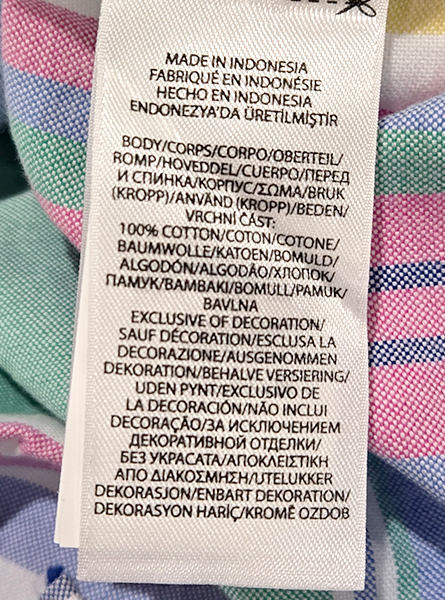 MADE IN INDONESIA
FABRIQUÉ EN INDONÉSIE
HECHO EN INDONESIA
ENDONEZYA'DA ÜRETİLMİŞTİR
BODY/CORPS/CORPO/OBERTEIL/
ROMP/HOVEDDEL/CUERPO/ПЕРЕД
И СПИНКА/КОРПУС/ΣΩΜΑ/BRUK
(KROPP)/ANVÄND (KROPP)/BEDEN/
VRCHNÍ ČÁST:
100% COTTON/COTON/COTONE/
BAUMWOLLE/KATOEN/BOMULD/
ALGODÓN/ALGODÃO/ХЛОПОК/
ПАМУК/ΒΑΜΒΑΚΙ/BOMULL/PAMUK/
BAVLNA
EXCLUSIVE OF DECORATION/
SAUF DÉCORATION/ESCLUSA LA
DECORAZIONE/AUSGENOMMEN
DEKORATION/BEHALVE VERSIERING/
UDEN PYNT/EXCLUSIVO DE
LA DECORACIÓN/NÃO INCLUI
DECORAÇÃO/ЗА ИСКЛЮЧЕНИЕМ
ДЕКОРАТИВНОЙ ОТДЕЛКИ/
БЕЗ УКРАСАТА/ΑΠΟΚΛΕΙΣΤΙΚΗ
ΑΠΟ ΔΙΑΚΟΣΜΗΣΗ/UTELUKKER
DEKORASJON/ENBART DEKORATION/
DEKORASYON HARİÇ/KROMĚ OZDOB